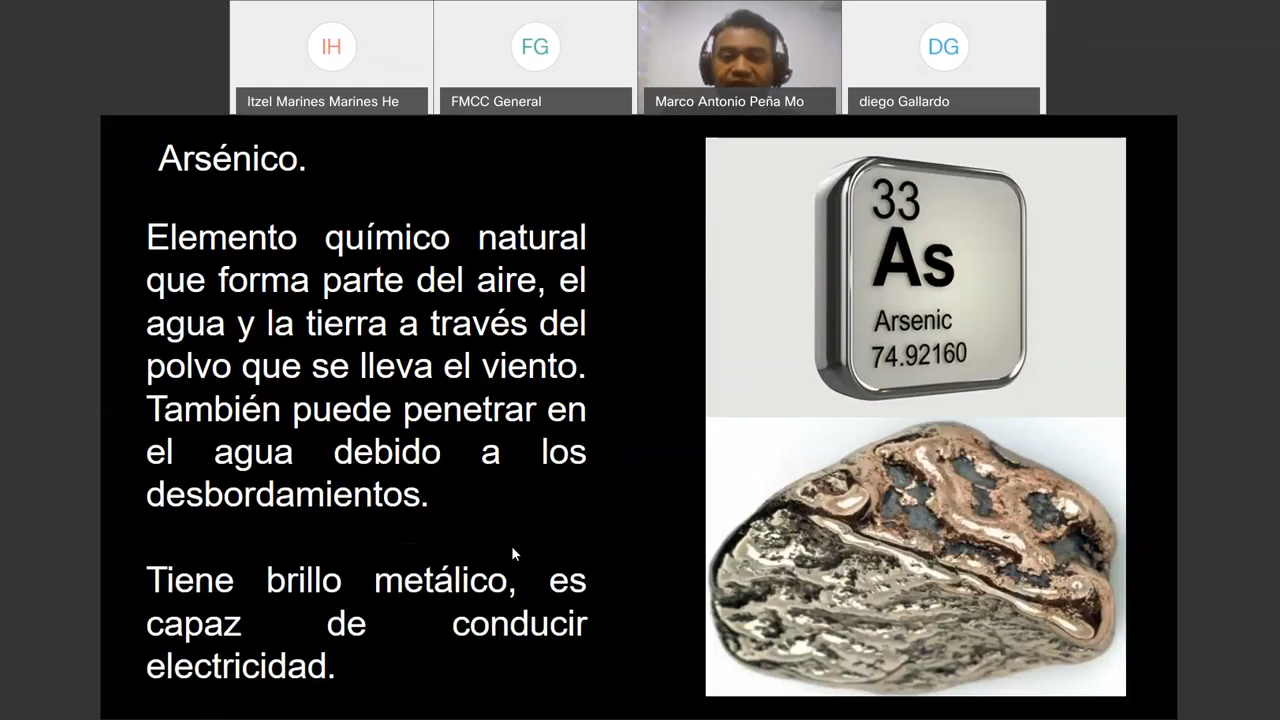 IH
FG
DG
Itzel Marines Marines He
FMCC General
Marco Antonio Peña Mo
diego Gallardo
Arsénico.
Elemento químico natural
que forma parte del aire, el
agua y la tierra a través del
polvo que se lleva el viento.
También puede penetrar en
el agua debido a los
desbordamientos.
Tiene brillo metálico, es
capaz de conducir
electricidad.
33
As
Arsenic
74.92160